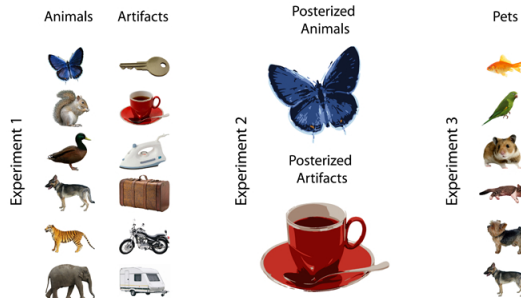 Animals
Artifacts
Experiment 1
Posterized
Animals
Experiment 2
Posterized
Artifacts
Pets
Experiment 3